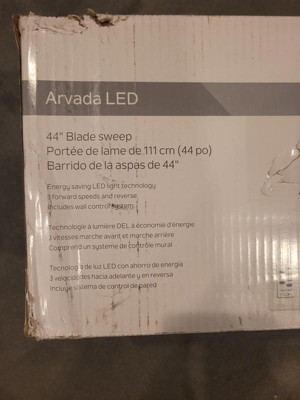 Arvada LED
44" Blade sweep
Portée de lame de 111 cm (44 po)
Barrido de la aspas de 44"
Energy saving LED light technology
3 forward speeds and reverse
Includes wall control system
Technologie à lumière DEL à économie d'énergie
3 vitesses marche avant et marche arrière
Comprend un système de contrôle mural
Tecnología de luz LED con ahorro de energía
3 velocidades hacia adelante y en reversa
Incluye sistema de control de pared